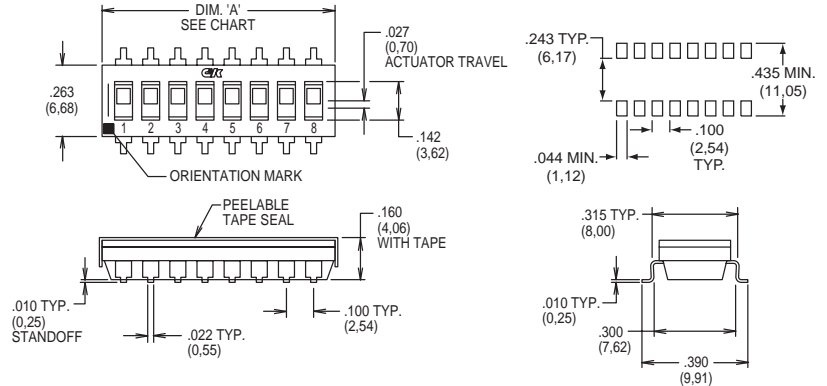 DIM. 'A'
SEE CHART
.027
(0,70)
ACTUATOR TRAVEL
.263
(6,68)
C&K
1 2 3 4 5 6 7 8
.142
(3,62)
ORIENTATION MARK
.243 TYP.
(6,17)
.435 MIN.
(11,05)
.100
(2,54)
TYP.
.044 MIN.
(1,12)
PEELABLE
TAPE SEAL
.160
(4,06)
WITH TAPE
.010 TYP.
(0,25)
STANDOFF
.022 TYP.
(0,55)
.100 TYP.
(2,54)
.315 TYP.
(8,00)
.010 TYP.
(0,25)
.300
(7,62)
.390
(9,91)